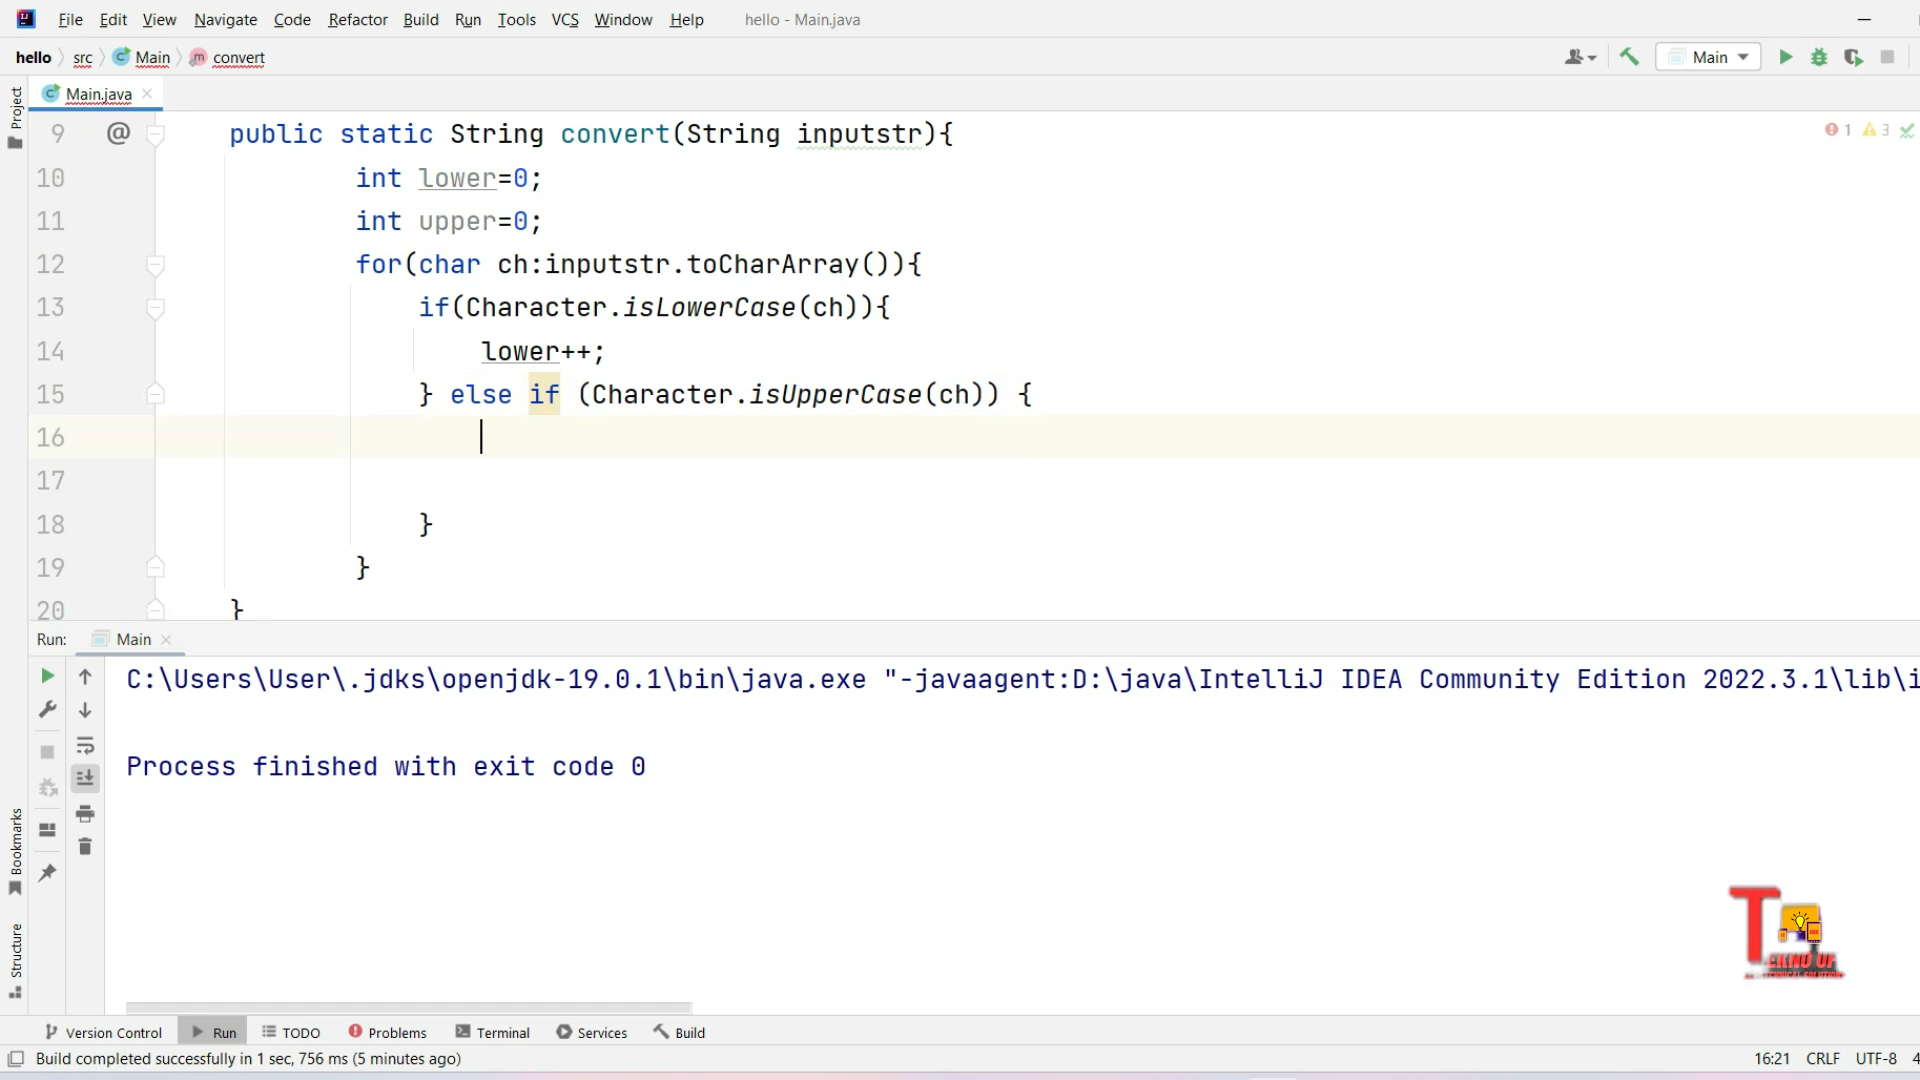 File Edit View Navigate Code Refactor Build Run Tools VCS Window Help hello - Main.java
hello src Main convert Main
Main.java
Project
9 @ public static String convert(String inputstr){ 1 3
10 int lower=0;
11 int upper=0;
12 for(char ch:inputstr.toCharArray()){
13 if(Character.isLowerCase(ch)){
14 lower++;
15 } else if (Character.isUpperCase(ch)) {
16
17
18 }
19 }
20 }
Run: Main
C:\Users\User\.jdks\openjdk-19.0.1\bin\java.exe "-javaagent:D:\java\IntelliJ IDEA Community Edition 2022.3.1\lib\i
Process finished with exit code 0
Bookmarks
Structure
Version Control Run TODO Problems Terminal Services Build
Build completed successfully in 1 sec, 756 ms (5 minutes ago) 16:21 CRLF UTF-8 4